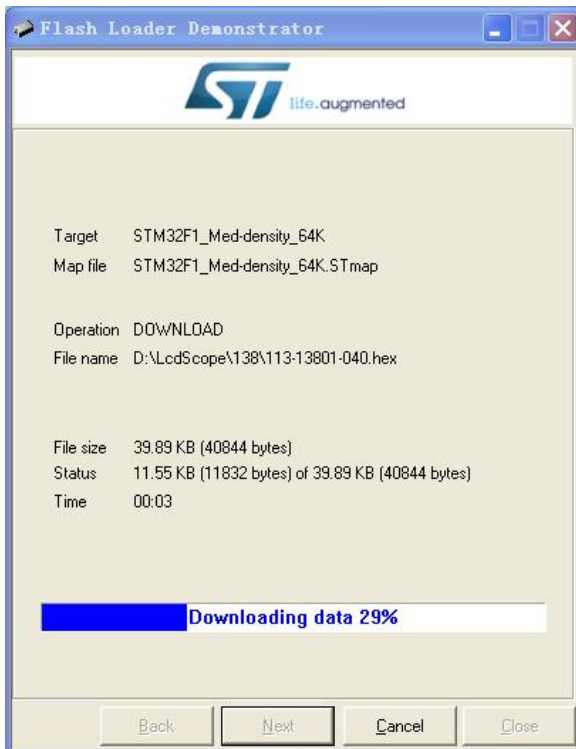 Flash Loader Demonstrator
ST life.augmented
Target STM32F1_Med-density_64K
Map file STM32F1_Med-density_64K.STmap
Operation DOWNLOAD
File name D:\LcdScope\138\113-13801-040.hex
File size 39.89 KB (40844 bytes)
Status 11.55 KB (11832 bytes) of 39.89 KB (40844 bytes)
Time 00:03
Downloading data 29%
Back Next Cancel Close